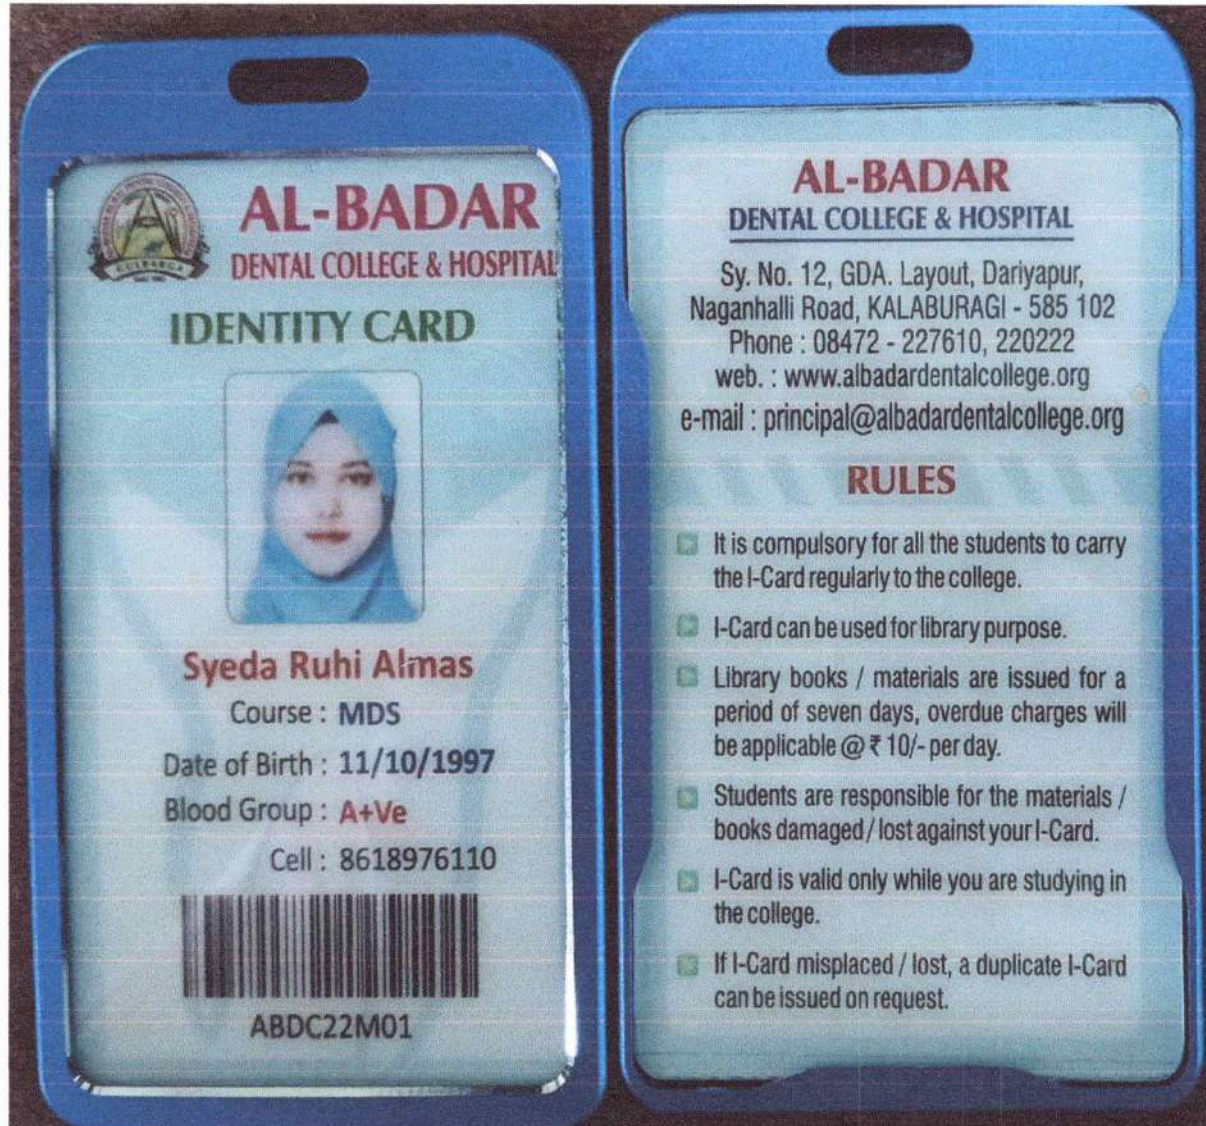 AL-BADAR
DENTAL COLLEGE & HOSPITAL
GULBARGA
IDENTITY CARD
Syeda Ruhi Almas
Course : MDS
Date of Birth : 11/10/1997
Blood Group : A+Ve
Cell : 8618976110
ABDC22M01
AL-BADAR
DENTAL COLLEGE & HOSPITAL
Sy. No. 12, GDA. Layout, Dariyapur,
Naganhalli Road, KALABURAGI - 585 102
Phone : 08472 - 227610, 220222
web. : www.albadardentalcollege.org
e-mail : principal@albadardentalcollege.org
RULES
It is compulsory for all the students to carry
the I-Card regularly to the college.
I-Card can be used for library purpose.
Library books / materials are issued for a
period of seven days, overdue charges will
be applicable @ ₹ 10/- per day.
Students are responsible for the materials /
books damaged / lost against your I-Card.
I-Card is valid only while you are studying in
the college.
If I-Card misplaced / lost, a duplicate I-Card
can be issued on request.